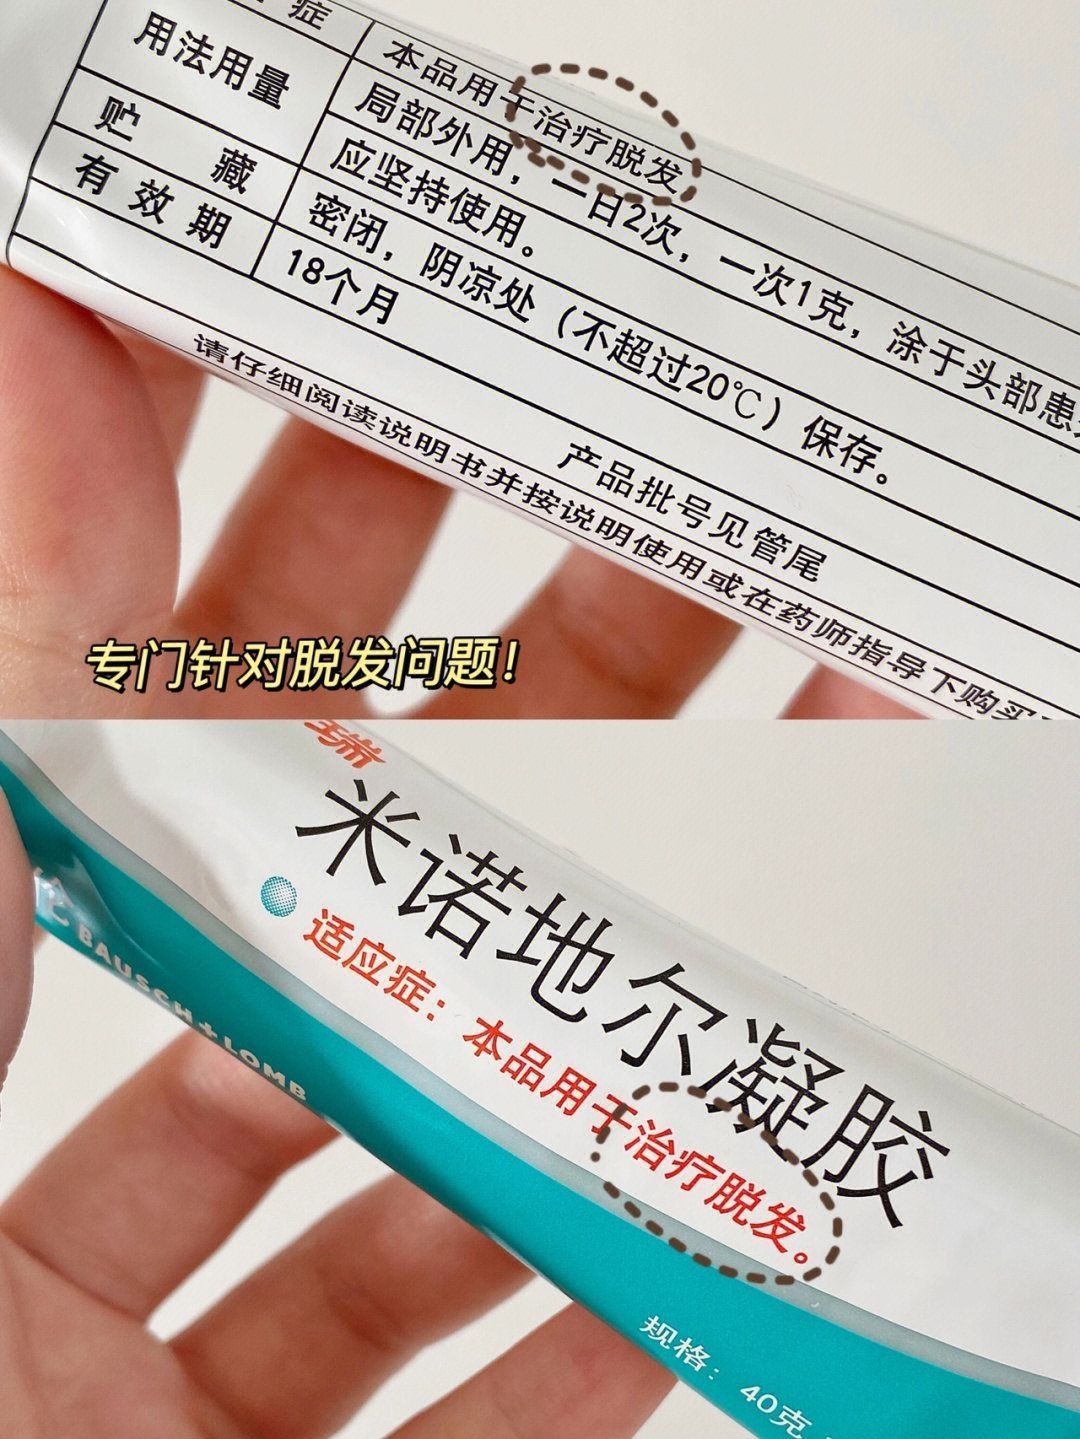 症
本品用于治疗脱发
用法用量
局部外用，一日2次，一次1克，涂于头部患
应坚持使用。
贮藏
密闭，阴凉处（不超过20℃）保存。
有效期
18个月
产品批号见管尾
请仔细阅读说明书并按说明使用或在药师指导下购买
专门针对脱发问题！
瑞
米诺地尔凝胶
适应症：本品用于治疗脱发。
BAUSCH+LOMB
规格：40克